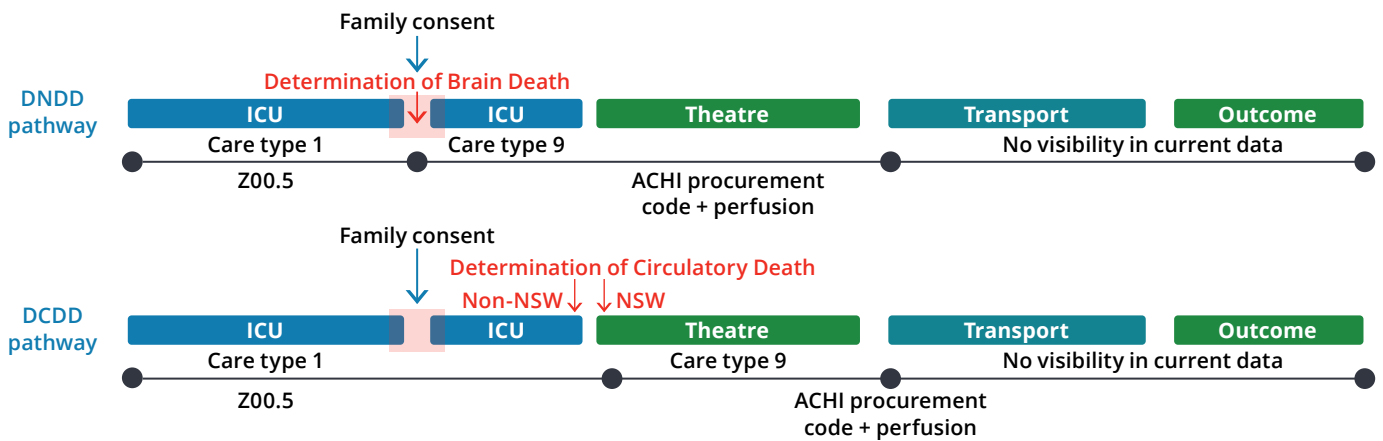 Family consent
Determination of Brain Death
DNDD
pathway
ICU ICU Theatre Transport Outcome
Care type 1 Care type 9 No visibility in current data
Z00.5 ACHI procurement
code + perfusion
Family consent
Determination of Circulatory Death
Non-NSW NSW
DCDD
pathway
ICU ICU Theatre Transport Outcome
Care type 1 Care type 9 No visibility in current data
Z00.5 ACHI procurement
code + perfusion